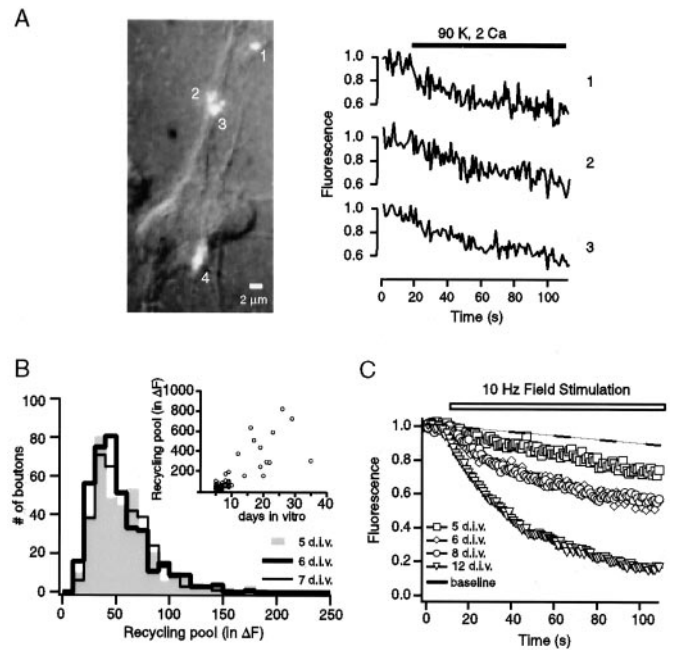 A
1
2
3
4
2 μm
90 K, 2 Ca
Fluorescence
1.0
0.8
0.6
1
1.0
0.8
0.6
2
1.0
0.8
0.6
3
0 20 40 60 80 100
Time (s)
B
# of boutons
100
80
60
40
20
0
0 50 100 150 200 250
Recycling pool (in ΔF)
Recycling pool (in ΔF)
1000
800
600
400
200
10 20 30 40
days in vitro
5 d.i.v.
6 d.i.v.
7 d.i.v.
C
10 Hz Field Stimulation
Fluorescence
1.0
0.8
0.6
0.4
0.2
0.0
5 d.i.v.
6 d.i.v.
8 d.i.v.
12 d.i.v.
baseline
0 20 40 60 80 100
Time (s)